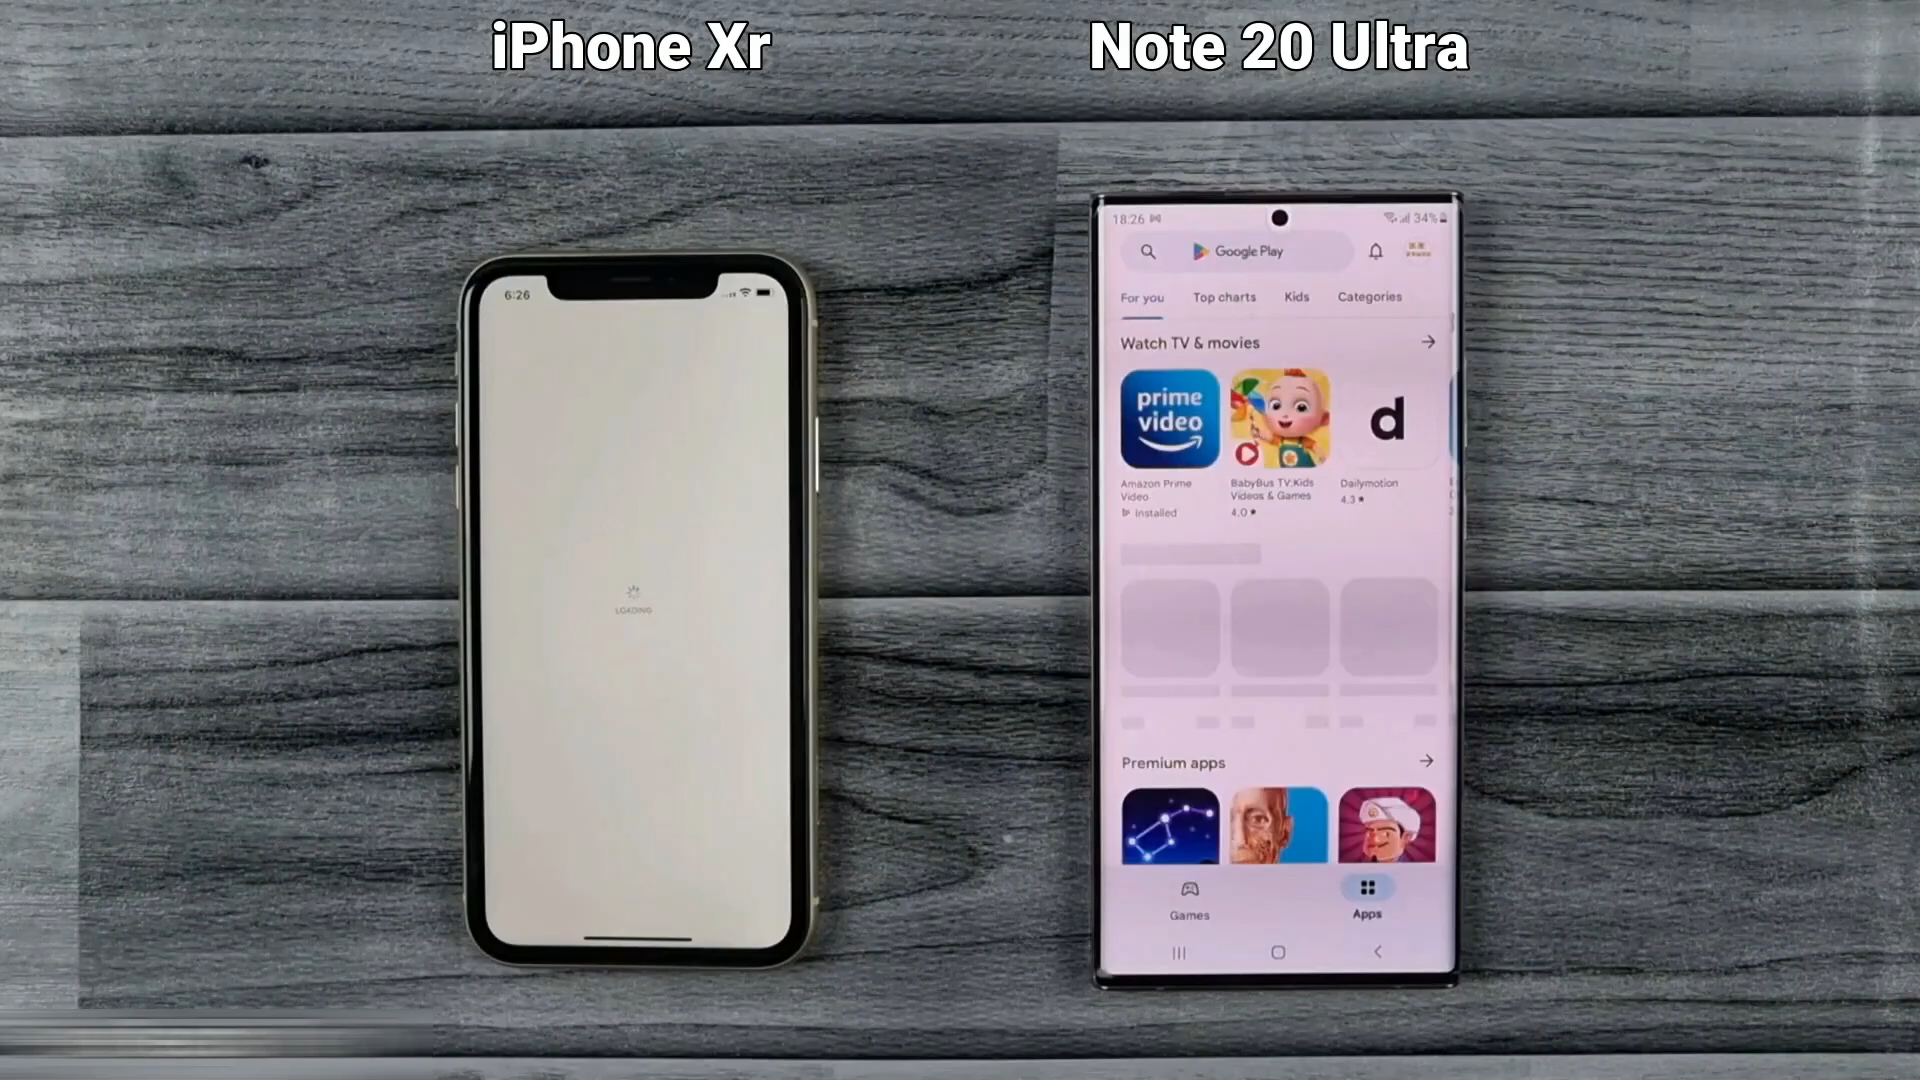 iPhone Xr
Note 20 Ultra
6:26
LOADING
18:26
34%
Google Play
For you
Top charts
Kids
Categories
Watch TV & movies
prime
video
d
Amazon Prime
Video
Installed
BabyBus TV:Kids
Videos & Games
4.0★
Dailymotion
4.3★
Premium apps
Games
Apps